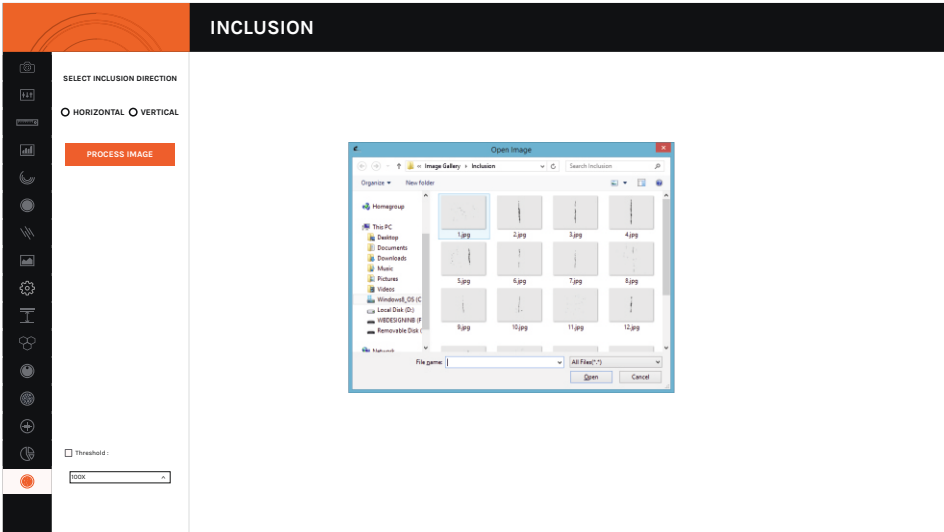 INCLUSION
SELECT INCLUSION DIRECTION
HORIZONTAL VERTICAL
PROCESS IMAGE
Threshold :
100X
Open Image
« Image Gallery › Inclusion
Search Inclusion
Organize New folder
Homegroup
This PC
Desktop
Documents
Downloads
Music
Pictures
Videos
Windows8_OS (C
Local Disk (D:)
WBDESIGNINB (F
Removable Disk (
Network
1.jpg 2.jpg 3.jpg 4.jpg
5.jpg 6.jpg 7.jpg 8.jpg
9.jpg 10.jpg 11.jpg 12.jpg
File name:
All Files(*.*)
Open Cancel